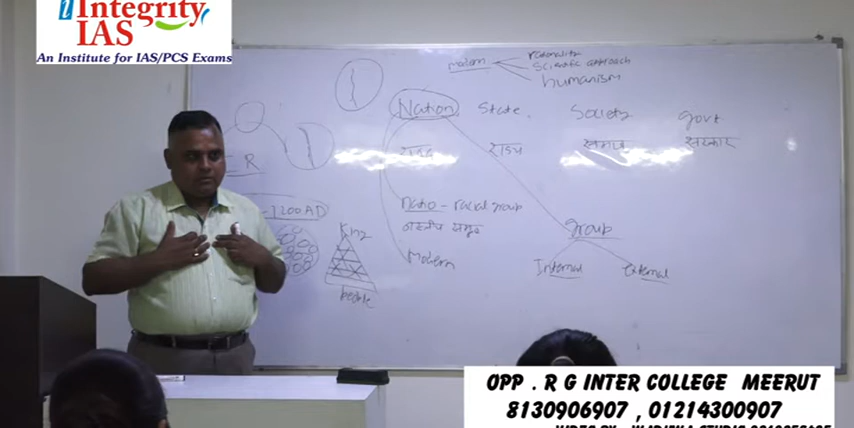 iIntegrity
IAS
An Institute for IAS/PCS Exams
modern
rationality
scientific approach
humanism
Nation State Society govt
राष्ट्र राज्य समाज सरकार
R
1200 AD
Natio - racial group
नस्लीय समूह
King
Modern
people
group
Internal External
OPP . R G INTER COLLEGE MEERUT
8130906907 , 01214300907